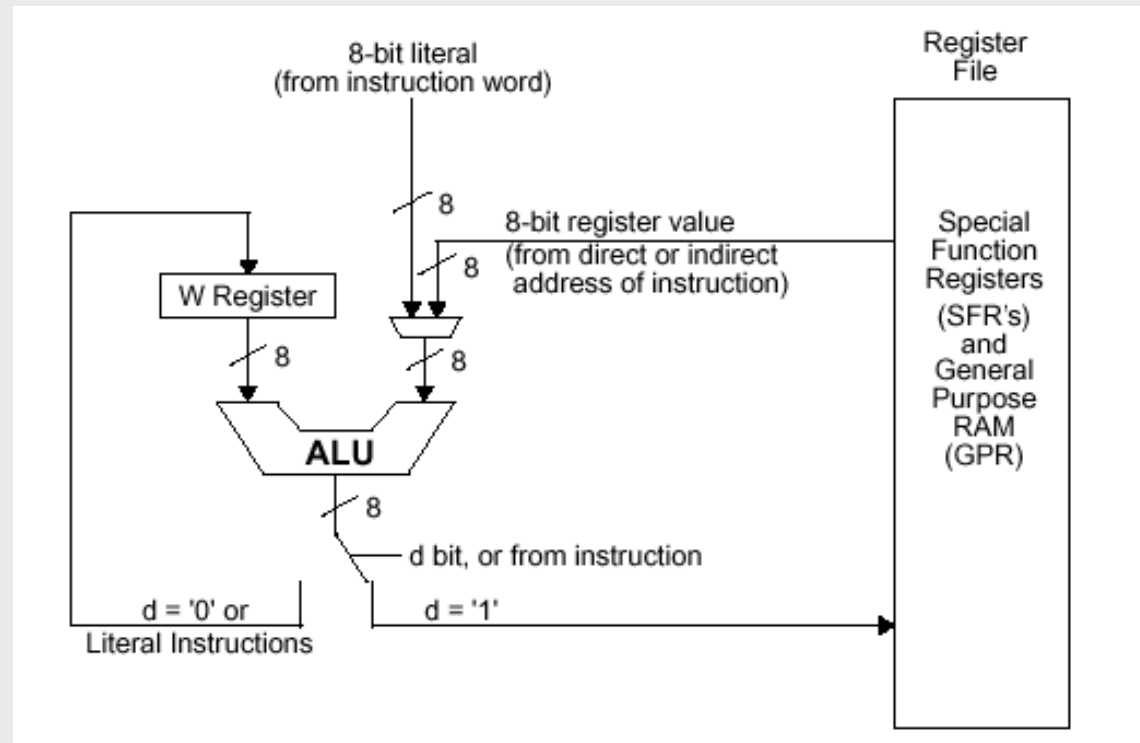 8-bit literal
(from instruction word)
Register
File
8
8-bit register value
(from direct or indirect
address of instruction)
8
W Register
8
8
Special
Function
Registers
(SFR's)
and
General
Purpose
RAM
(GPR)
ALU
8
d bit, or from instruction
d = '0' or
Literal Instructions
d = '1'